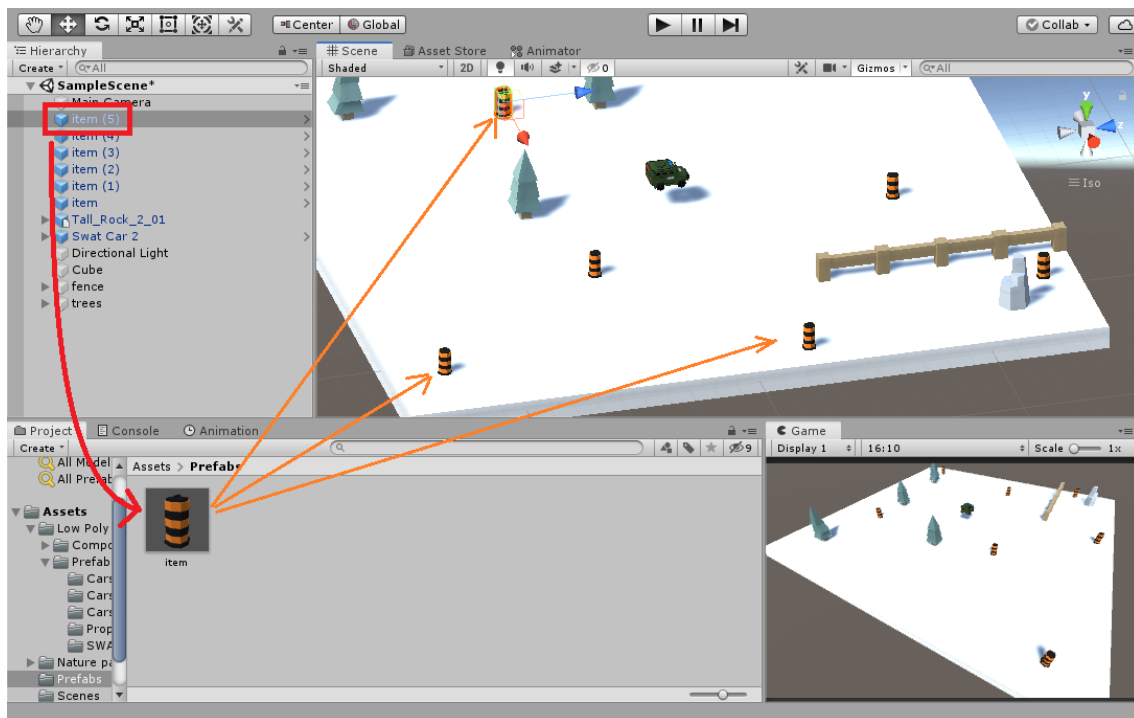 Center Global Collab
Hierarchy
Create All
SampleScene*
Main Camera
item (5)
item (4)
item (3)
item (2)
item (1)
item
Tall_Rock_2_01
Swat Car 2
Directional Light
Cube
fence
trees
Scene Asset Store Animator
Shaded 2D 0 Gizmos All
y
z
Iso
Project Console Animation
Create 9
All Model
All Prefab
Assets
Low Poly
Compo
Prefab
Cars
Cars
Cars
Prop
SWA
Nature pa
Prefabs
Scenes
Assets > Prefabs
item
Game
Display 1 16:10 Scale 1x